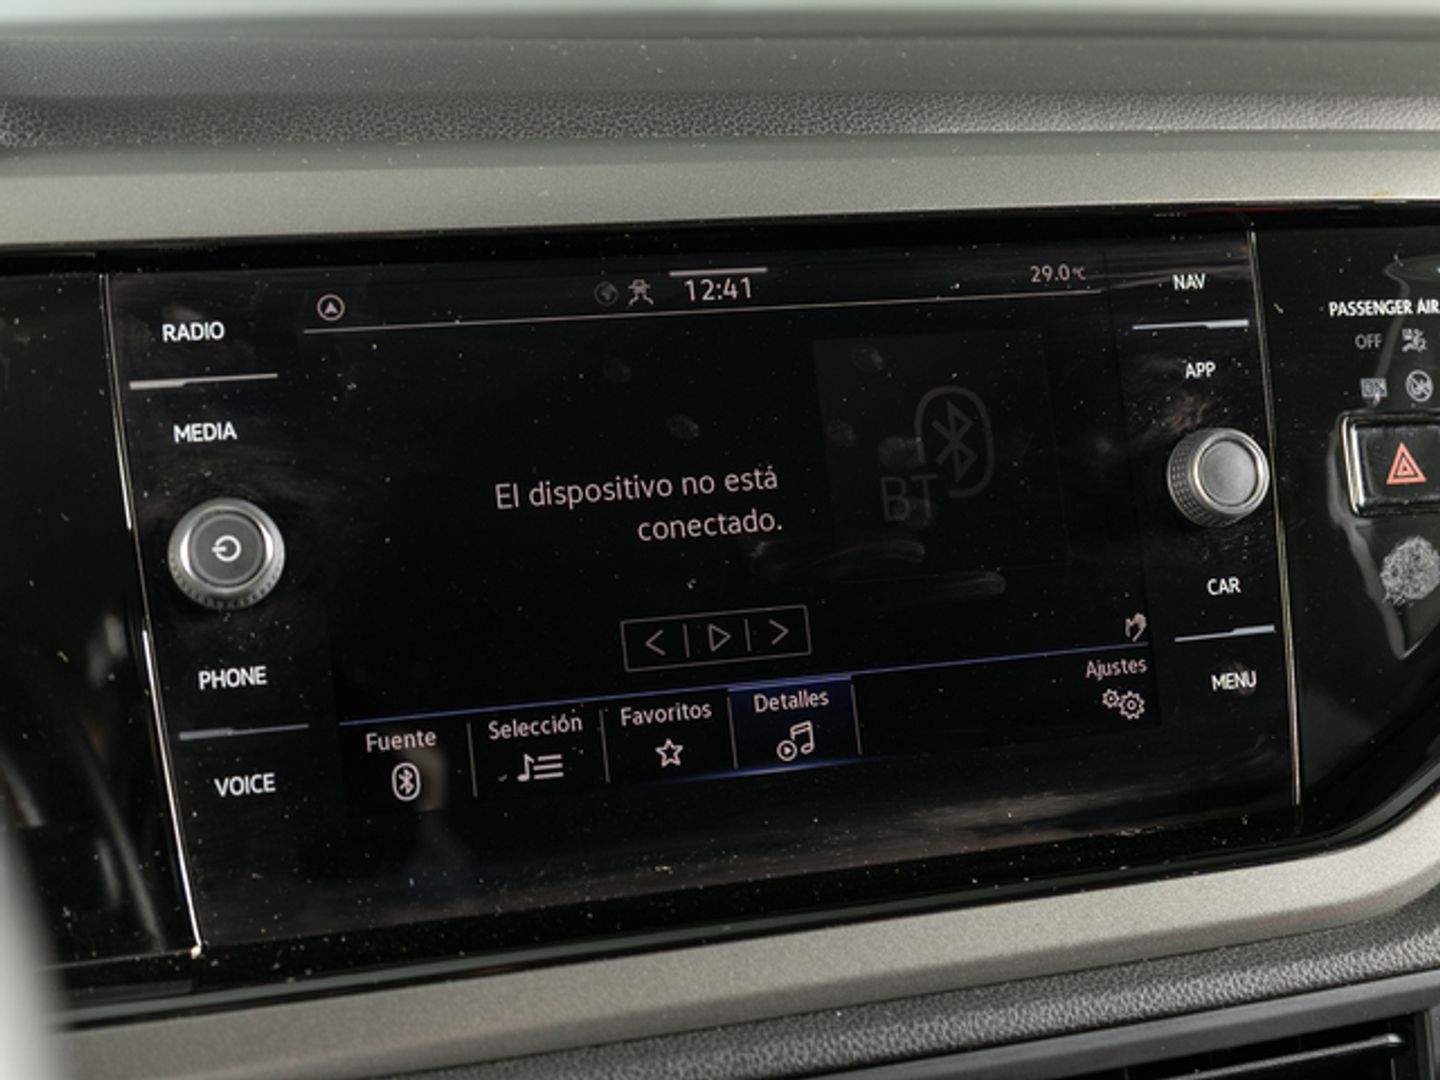 12:41
29.0°C
NAV
RADIO
PASSENGER AIR
OFF
APP
MEDIA
El dispositivo no está
conectado.
BT
CAR
PHONE
Ajustes
MENU
Fuente
Selección
Favoritos
Detalles
VOICE